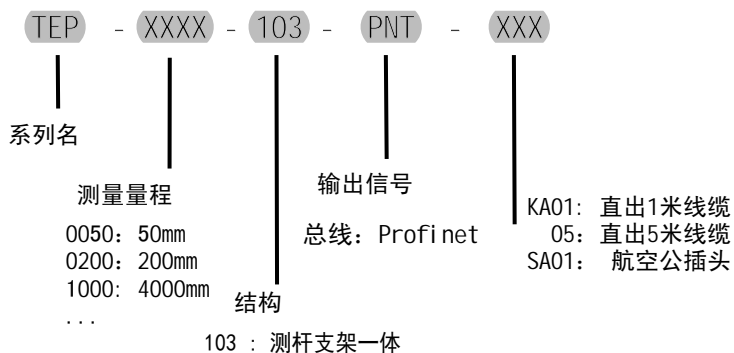 TEP - XXXX - 103 - PNT - XXX
系列名
测量量程
0050: 50mm
0200: 200mm
1000: 4000mm
...
结构
103 : 测杆支架一体
输出信号
总线: Profinet
KA01: 直出1米线缆
05: 直出5米线缆
SA01: 航空公插头